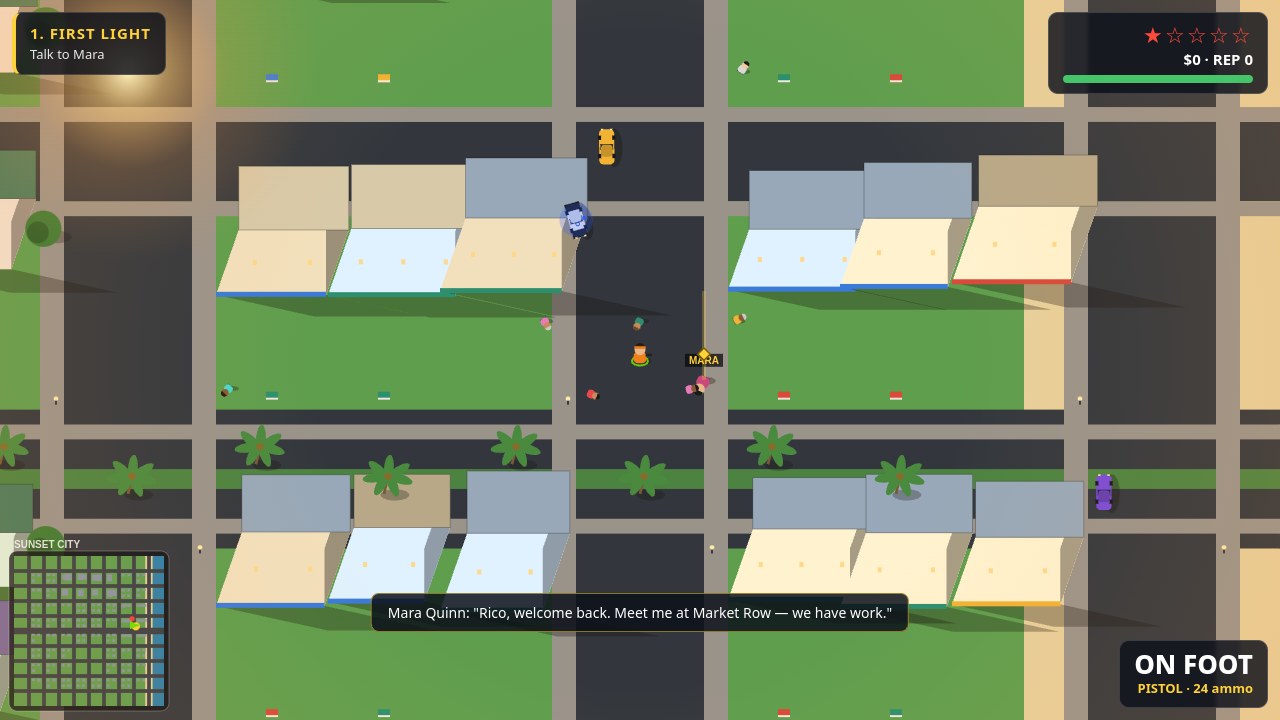 1. FIRST LIGHT
Talk to Mara
$0 · REP 0
MARA
SUNSET CITY
Mara Quinn: "Rico, welcome back. Meet me at Market Row — we have work."
ON FOOT
PISTOL · 24 ammo